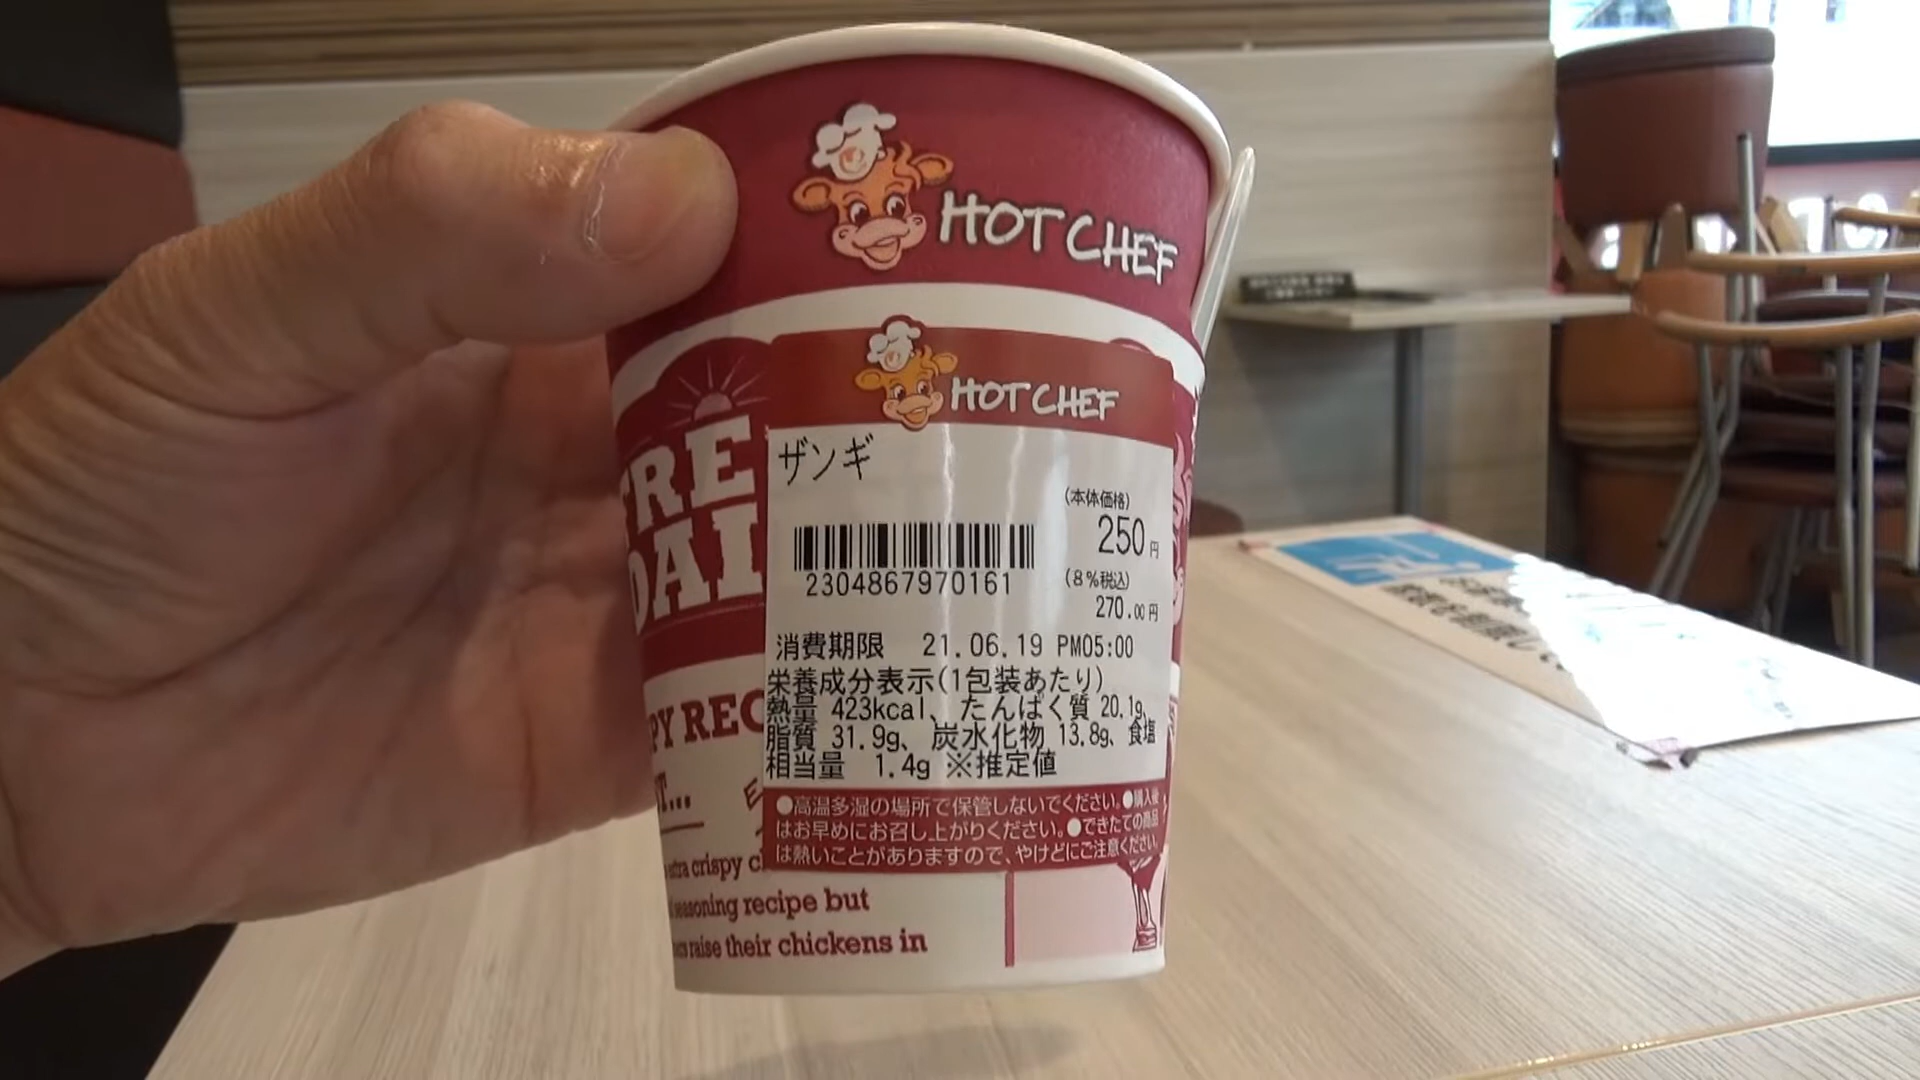 HOT CHEF
HOT CHEF
ザンギ
(本体価格)
250円
2304867970161
(8%税込)
270.00円
消費期限 21.06.19 PM05:00
栄養成分表示(1包装あたり)
熱量 423kcal、たんぱく質 20.1g、
脂質 31.9g、炭水化物 13.8g、食塩
相当量 1.4g ※推定値
●高温多湿の場所で保管しないでください。●購入後
はお早めにお召し上がりください。●できたての商品
は熱いことがありますので、やけどにご注意ください。
RE
DAI
PY REC
crispy c
seasoning recipe but
raise their chickens in